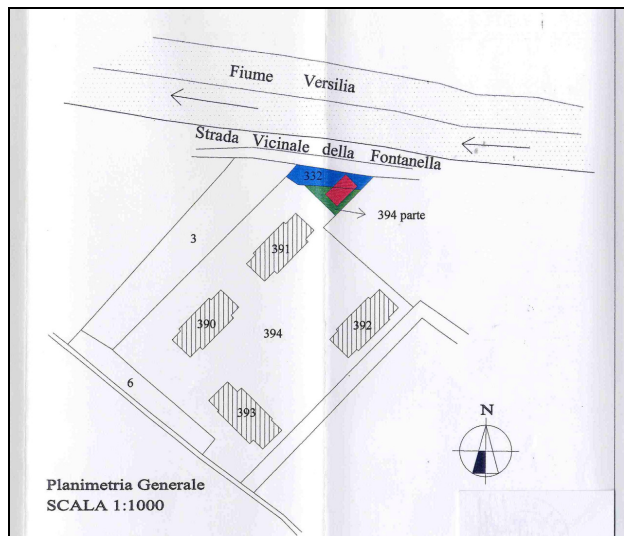 Fiume Versilia
Strada Vicinale della Fontanella
332
394 parte
3
391
390
394
392
6
393
N
Planimetria Generale
SCALA 1:1000